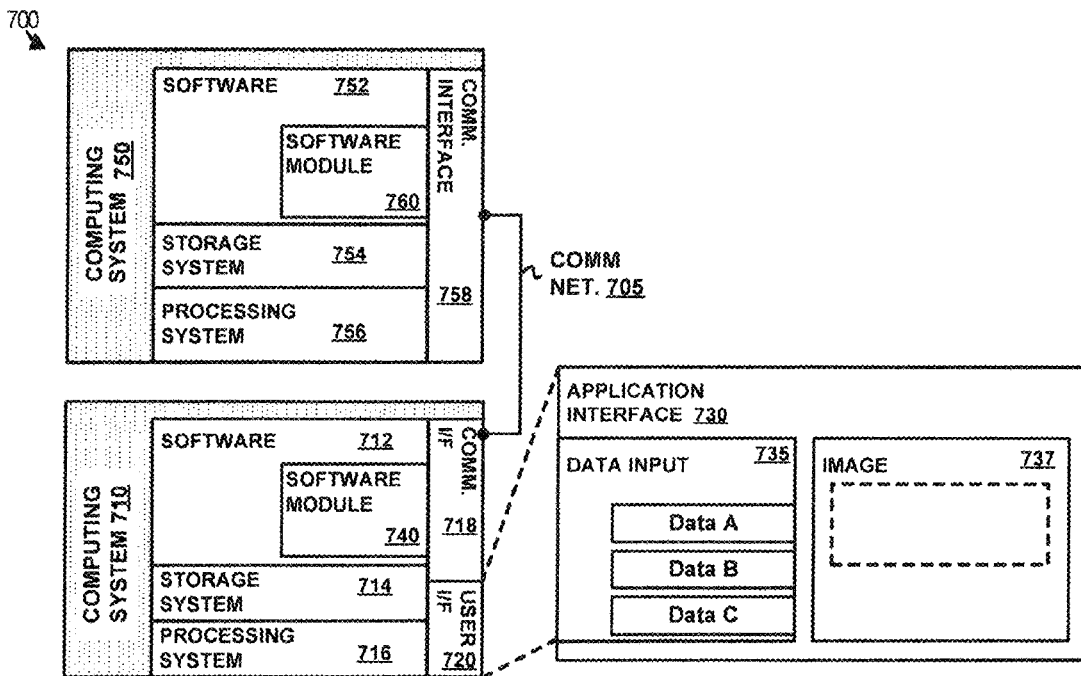 700
COMPUTING
SYSTEM 750
SOFTWARE 752
SOFTWARE
MODULE
760
STORAGE
SYSTEM 754
PROCESSING
SYSTEM 756
COMM.
INTERFACE
758
COMM
NET. 705
COMPUTING
SYSTEM 710
SOFTWARE 712
SOFTWARE
MODULE
740
STORAGE
SYSTEM 714
PROCESSING
SYSTEM 716
COMM.
I/F
718
USER
I/F
720
APPLICATION
INTERFACE 730
DATA INPUT 735
Data A
Data B
Data C
IMAGE 737